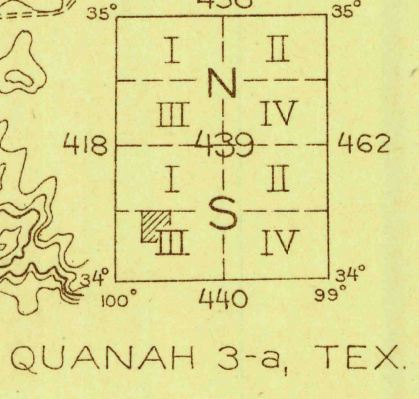 438
35° 35°
I II
N
III IV
418 439 462
I II
S
III IV
34° 34°
100° 440 99°
QUANAH 3-a, TEX.